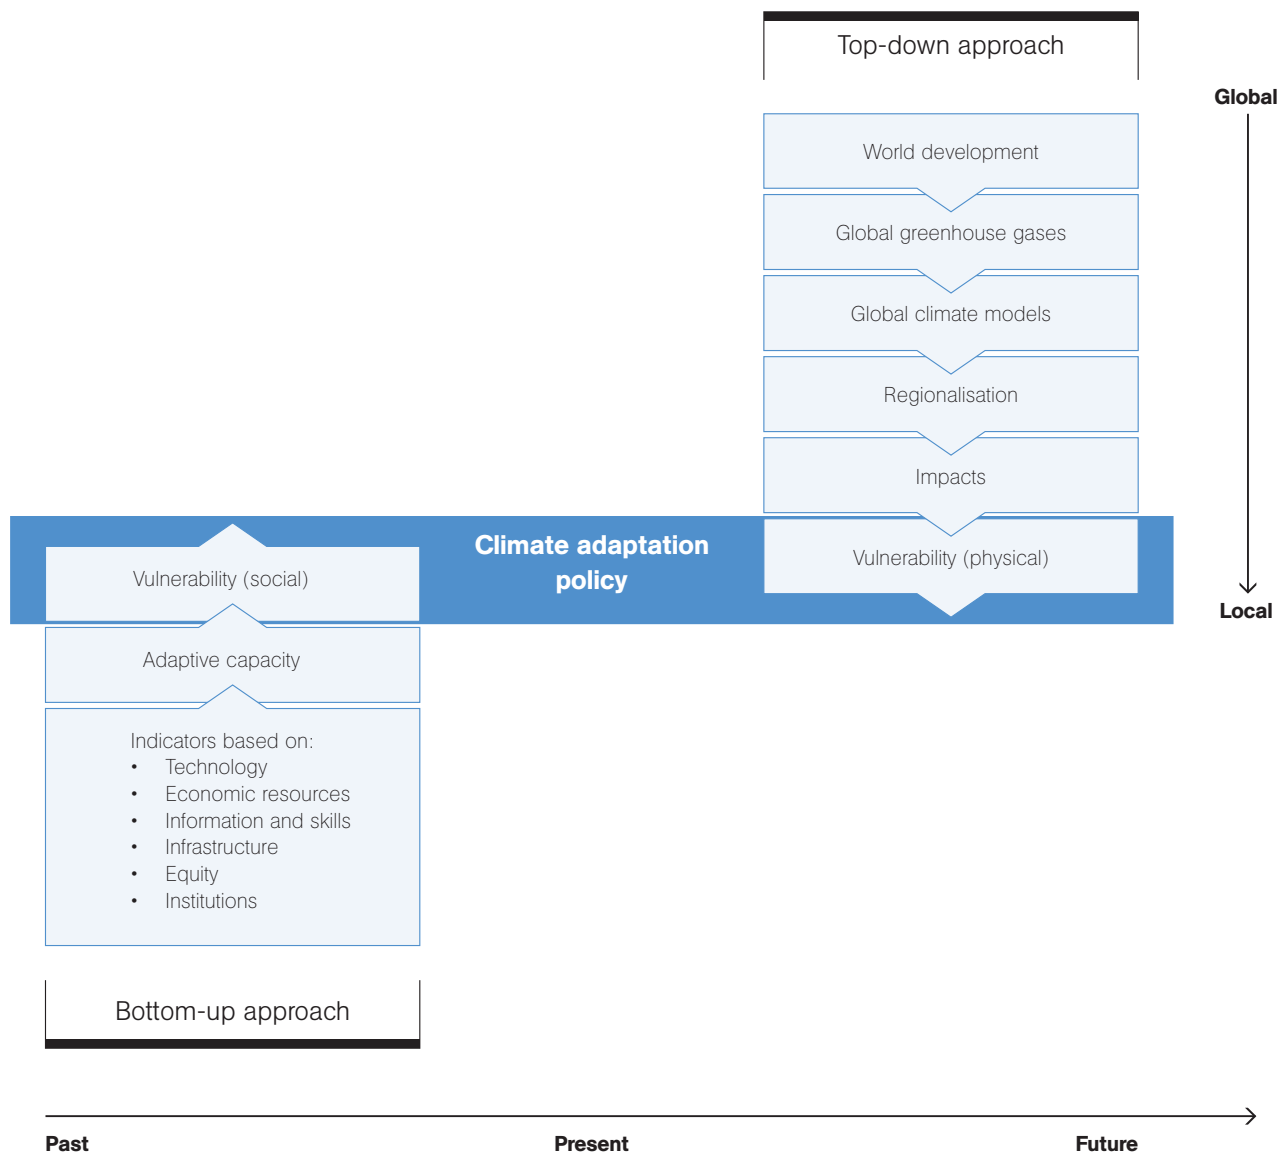 Top-down approach
Global
World development
Global greenhouse gases
Global climate models
Regionalisation
Impacts
Climate adaptation
policy
Vulnerability (physical)
Vulnerability (social)
Local
Adaptive capacity
Indicators based on:
• Technology
• Economic resources
• Information and skills
• Infrastructure
• Equity
• Institutions
Bottom-up approach
Past
Present
Future